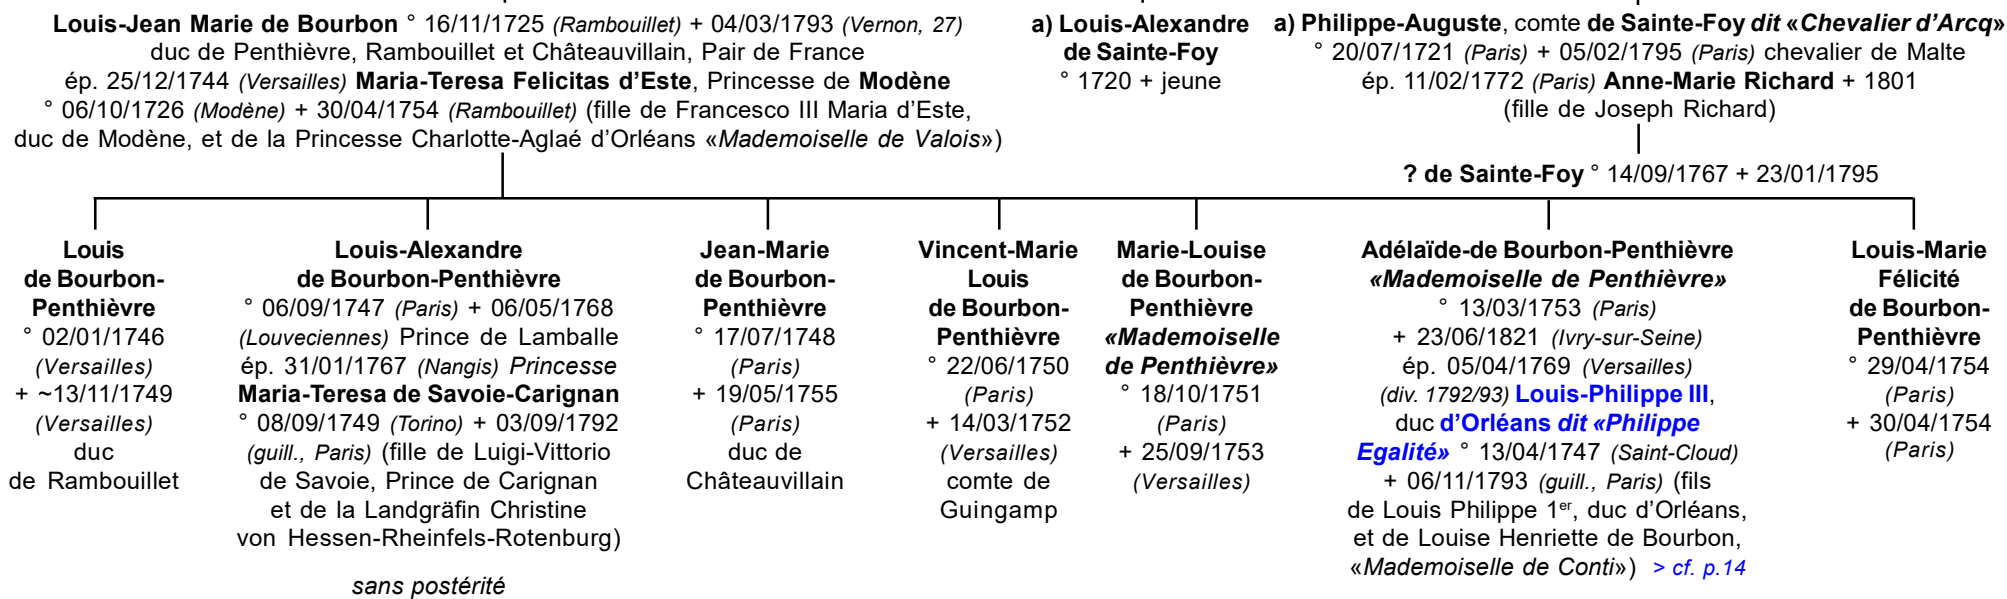 Louis-Jean Marie de Bourbon ° 16/11/1725 (Rambouillet) + 04/03/1793 (Vernon, 27)
duc de Penthièvre, Rambouillet et Châteauvillain, Pair de France
ép. 25/12/1744 (Versailles) Maria-Teresa Felicitas d'Este, Princesse de Modène
° 06/10/1726 (Modène) + 30/04/1754 (Rambouillet) (fille de Francesco III Maria d'Este,
duc de Modène, et de la Princesse Charlotte-Aglaé d'Orléans «Mademoiselle de Valois»)
a) Louis-Alexandre
de Sainte-Foy
° 1720 + jeune
a) Philippe-Auguste, comte de Sainte-Foy dit «Chevalier d'Arcq»
° 20/07/1721 (Paris) + 05/02/1795 (Paris) chevalier de Malte
ép. 11/02/1772 (Paris) Anne-Marie Richard + 1801
(fille de Joseph Richard)
? de Sainte-Foy ° 14/09/1767 + 23/01/1795
Louis
de Bourbon-
Penthièvre
° 02/01/1746
(Versailles)
+ ~13/11/1749
(Versailles)
duc
de Rambouillet
Louis-Alexandre
de Bourbon-Penthièvre
° 06/09/1747 (Paris) + 06/05/1768
(Louveciennes) Prince de Lamballe
ép. 31/01/1767 (Nangis) Princesse
Maria-Teresa de Savoie-Carignan
° 08/09/1749 (Torino) + 03/09/1792
(guill., Paris) (fille de Luigi-Vittorio
de Savoie, Prince de Carignan
et de la Landgräfin Christine
von Hessen-Rheinfels-Rotenburg)
sans postérité
Jean-Marie
de Bourbon-
Penthièvre
° 17/07/1748
(Paris)
+ 19/05/1755
(Paris)
duc de
Châteauvillain
Vincent-Marie
Louis
de Bourbon-
Penthièvre
° 22/06/1750
(Paris)
+ 14/03/1752
(Versailles)
comte de
Guingamp
Marie-Louise
de Bourbon-
Penthièvre
«Mademoiselle
de Penthièvre»
° 18/10/1751
(Paris)
+ 25/09/1753
(Versailles)
Adélaïde-de Bourbon-Penthièvre
«Mademoiselle de Penthièvre»
° 13/03/1753 (Paris)
+ 23/06/1821 (Ivry-sur-Seine)
ép. 05/04/1769 (Versailles)
(div. 1792/93) Louis-Philippe III,
duc d'Orléans dit «Philippe
Egalité» ° 13/04/1747 (Saint-Cloud)
+ 06/11/1793 (guill., Paris) (fils
de Louis Philippe 1er, duc d'Orléans,
et de Louise Henriette de Bourbon,
«Mademoiselle de Conti») > cf. p.14
Louis-Marie
Félicité
de Bourbon-
Penthièvre
° 29/04/1754
(Paris)
+ 30/04/1754
(Paris)